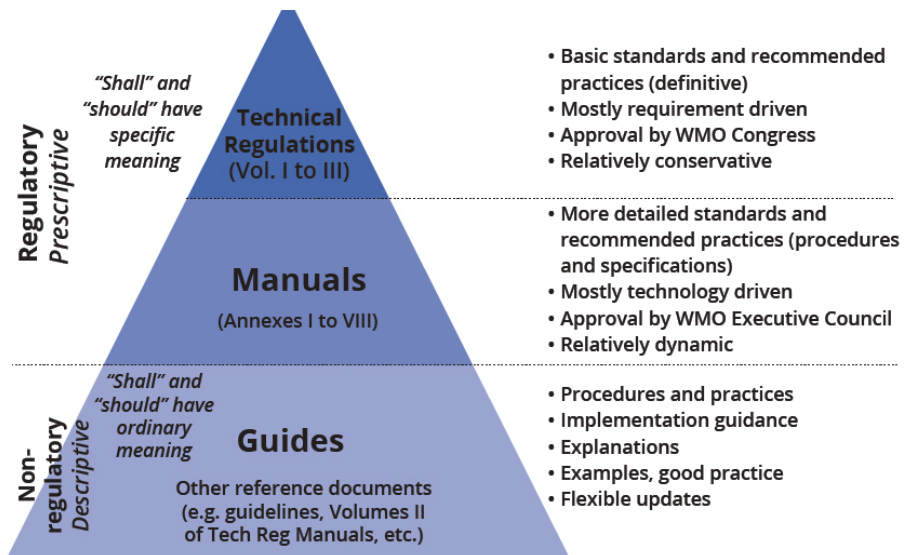 Regulatory
Prescriptive
“Shall” and
“should” have
specific
meaning
Technical
Regulations
(Vol. I to III)
• Basic standards and recommended
practices (definitive)
• Mostly requirement driven
• Approval by WMO Congress
• Relatively conservative
Manuals
(Annexes I to VIII)
• More detailed standards and
recommended practices (procedures
and specifications)
• Mostly technology driven
• Approval by WMO Executive Council
• Relatively dynamic
Non-
regulatory
Descriptive
“Shall” and
“should” have
ordinary
meaning
Guides
Other reference documents
(e.g. guidelines, Volumes II
of Tech Reg Manuals, etc.)
• Procedures and practices
• Implementation guidance
• Explanations
• Examples, good practice
• Flexible updates